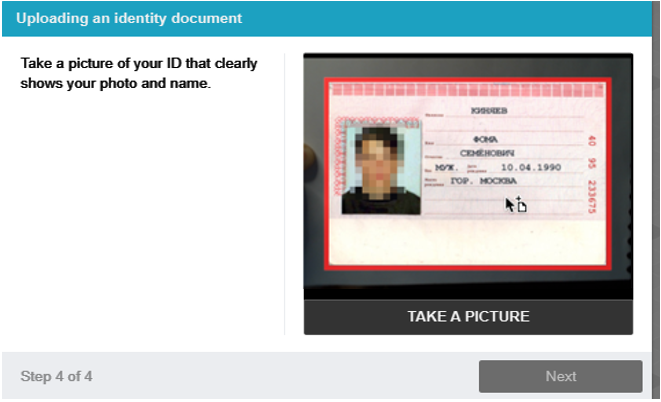 Uploading an identity document
Take a picture of your ID that clearly
shows your photo and name.
КИНЯЕВ
ФОМА
СЕМЁНОВИЧ
МУЖ. 10.04.1990
ГОР. МОСКВА
40 95 233675
TAKE A PICTURE
Step 4 of 4
Next